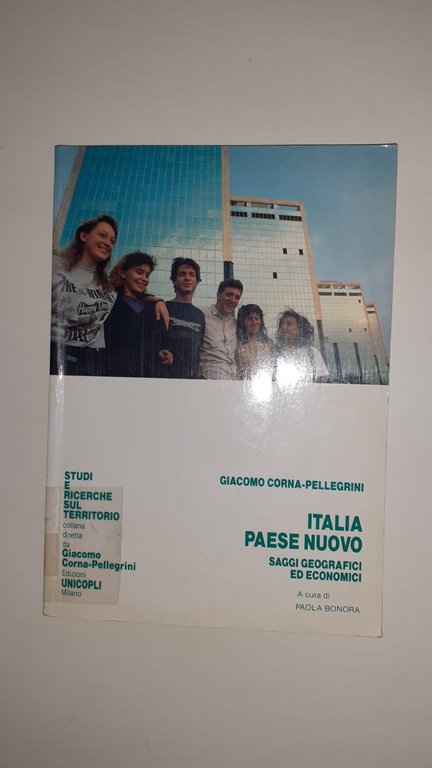 STUDI
E
RICERCHE
SUL
TERRITORIO
collana
diretta
da
Giacomo
Corna-Pellegrini
Edizioni
UNICOPLI
Milano
GIACOMO CORNA-PELLEGRINI
ITALIA
PAESE NUOVO
SAGGI GEOGRAFICI
ED ECONOMICI
A cura di
PAOLA BONORA